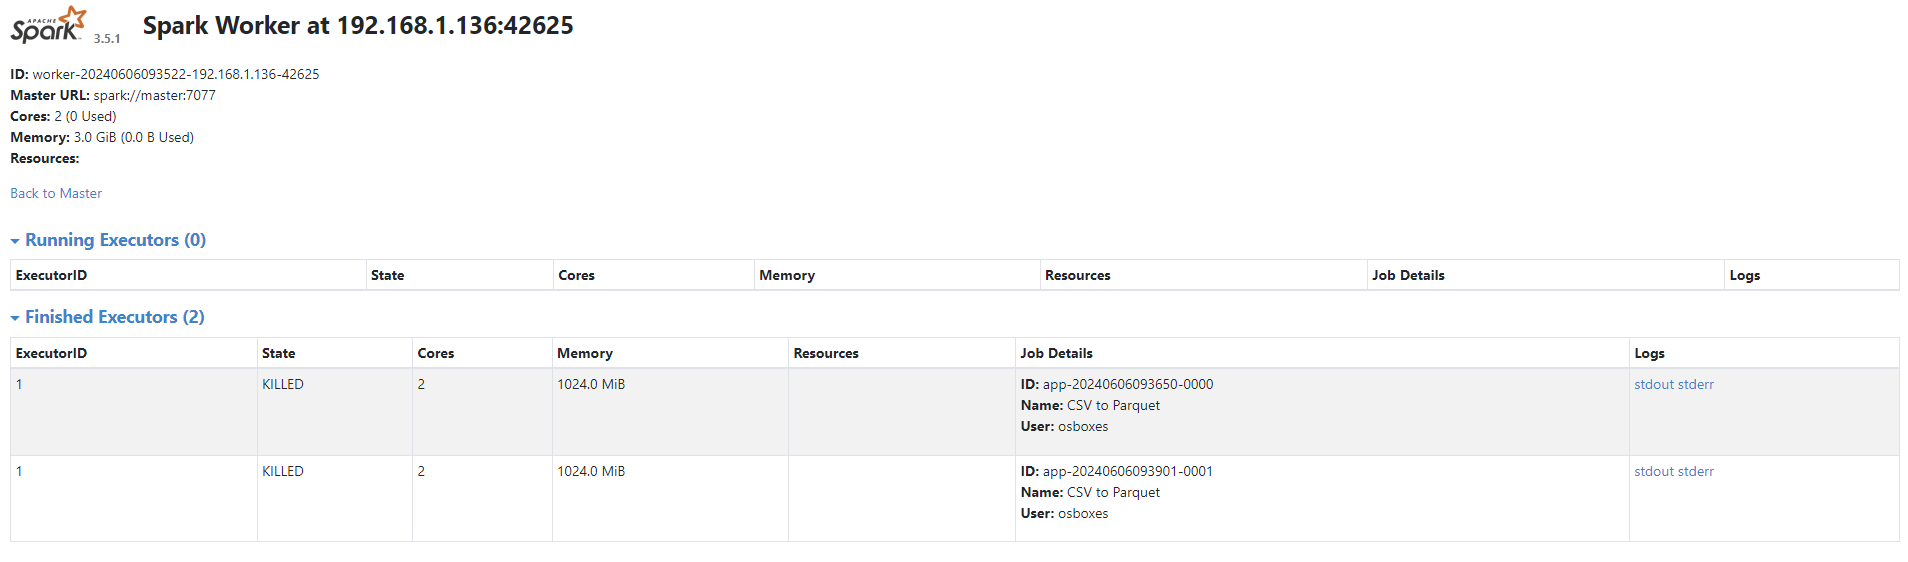 APACHE
Spark 3.5.1 Spark Worker at 192.168.1.136:42625
ID: worker-20240606093522-192.168.1.136-42625
Master URL: spark://master:7077
Cores: 2 (0 Used)
Memory: 3.0 GiB (0.0 B Used)
Resources:
Back to Master
Running Executors (0)
ExecutorID State Cores Memory Resources Job Details Logs
Finished Executors (2)
ExecutorID State Cores Memory Resources Job Details Logs
1 KILLED 2 1024.0 MiB ID: app-20240606093650-0000 stdout stderr
Name: CSV to Parquet
User: osboxes
1 KILLED 2 1024.0 MiB ID: app-20240606093901-0001 stdout stderr
Name: CSV to Parquet
User: osboxes